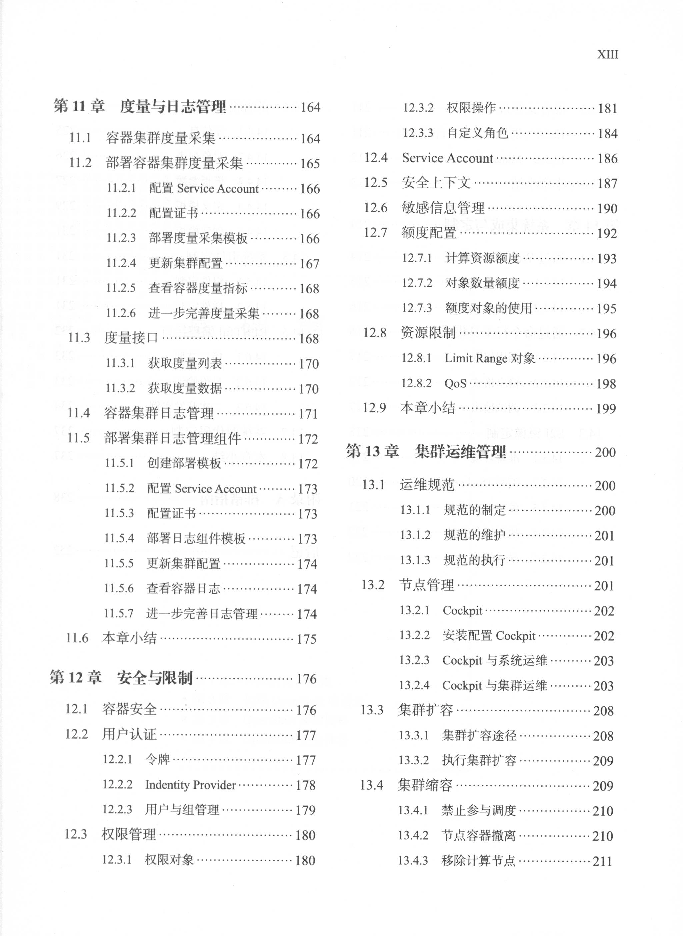 XIII
第 11 章 度量与日志管理 ·················· 164
11.1 容器集群度量采集 ·················· 164
11.2 部署容器集群度量采集 ············ 165
11.2.1 配置 Service Account ········· 166
11.2.2 配置证书 ······················· 166
11.2.3 部署度量采集模板 ············ 166
11.2.4 更新集群配置 ·················· 167
11.2.5 查看容器度量指标 ············ 168
11.2.6 进一步完善度量采集 ········· 168
11.3 度量接口 ······························ 168
11.3.1 获取度量列表 ·················· 170
11.3.2 获取度量数据 ·················· 170
11.4 容器集群日志管理 ·················· 171
11.5 部署集群日志管理组件 ············ 172
11.5.1 创建部署模板 ·················· 172
11.5.2 配置 Service Account ········· 173
11.5.3 配置证书 ······················· 173
11.5.4 部署日志组件模板 ············ 173
11.5.5 更新集群配置 ·················· 174
11.5.6 查看容器日志 ·················· 174
11.5.7 进一步完善日志管理 ········· 174
11.6 本章小结 ······························ 175
第 12 章 安全与限制 ························ 176
12.1 容器安全 ······························ 176
12.2 用户认证 ······························ 177
12.2.1 令牌 ····························· 177
12.2.2 Indentity Provider ············· 178
12.2.3 用户与组管理 ·················· 179
12.3 权限管理 ······························ 180
12.3.1 权限对象 ······················· 180
12.3.2 权限操作 ······················· 181
12.3.3 自定义角色 ···················· 184
12.4 Service Account ······················ 186
12.5 安全上下文 ··························· 187
12.6 敏感信息管理 ························ 190
12.7 额度配置 ······························ 192
12.7.1 计算资源额度 ·················· 193
12.7.2 对象数量额度 ·················· 194
12.7.3 额度对象的使用 ··············· 195
12.8 资源限制 ······························ 196
12.8.1 Limit Range 对象 ·············· 196
12.8.2 QoS ····························· 198
12.9 本章小结 ······························ 199
第 13 章 集群运维管理 ····················· 200
13.1 运维规范 ······························ 200
13.1.1 规范的制定 ···················· 200
13.1.2 规范的维护 ···················· 201
13.1.3 规范的执行 ···················· 201
13.2 节点管理 ······························ 201
13.2.1 Cockpit ························· 202
13.2.2 安装配置 Cockpit ·············· 202
13.2.3 Cockpit 与系统运维 ·········· 203
13.2.4 Cockpit 与集群运维 ·········· 203
13.3 集群扩容 ······························ 208
13.3.1 集群扩容途径 ·················· 208
13.3.2 执行集群扩容 ·················· 209
13.4 集群缩容 ······························ 209
13.4.1 禁止参与调度 ·················· 210
13.4.2 节点容器撤离 ·················· 210
13.4.3 移除计算节点 ·················· 211